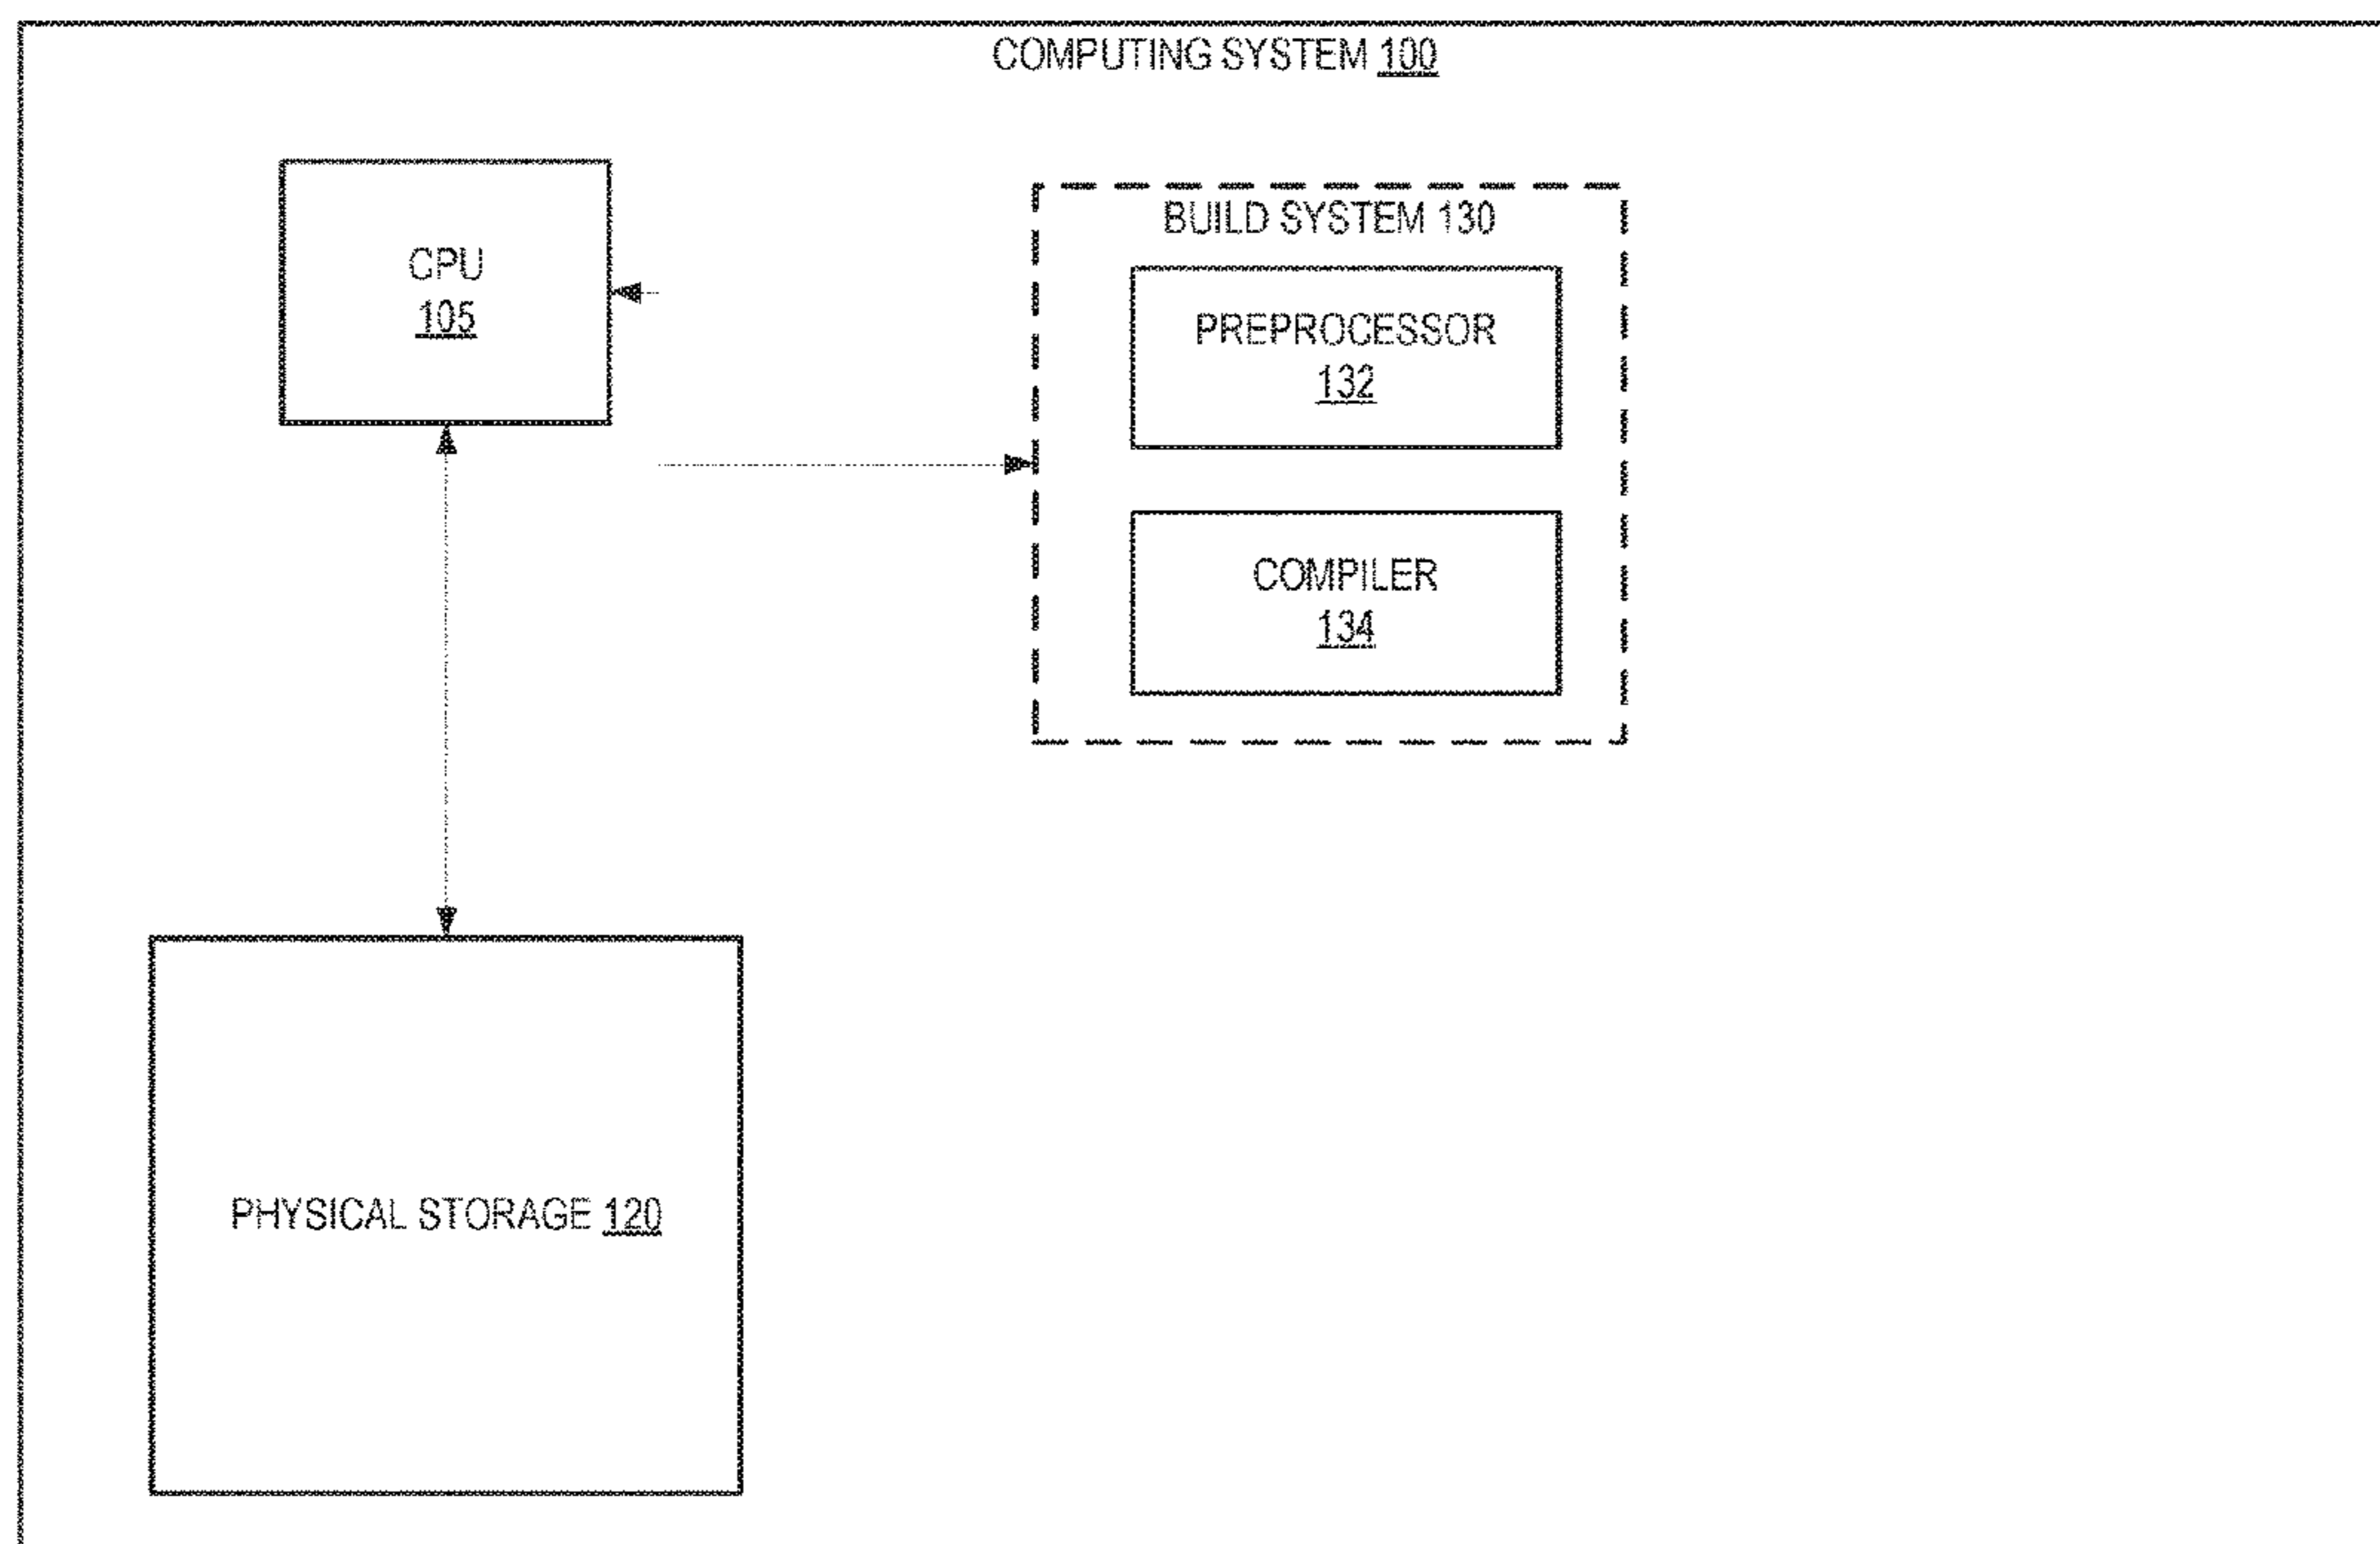 COMPUTING SYSTEM 100
CPU
105
BUILD SYSTEM 130
PREPROCESSOR
132
COMPILER
134
PHYSICAL STORAGE 120